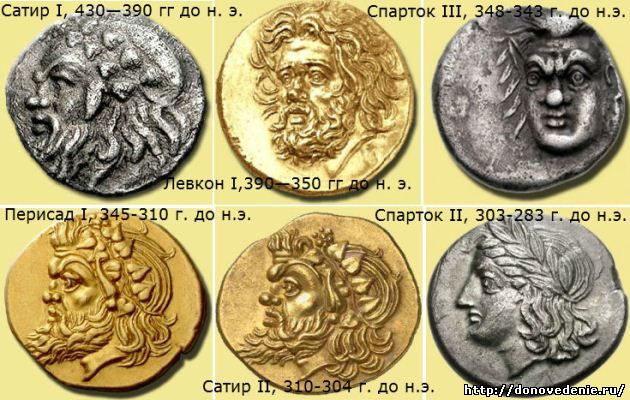 Сатир I, 430—390 гг до н. э.
Спарток III, 348-343 г. до н.э.
Левкон I,390—350 гг до н. э.
Перисад I, 345-310 г. до н.э.
Спарток II, 303-283 г. до н.э.
Сатир II, 310-304 г. до н.э.
http://donovedenie.ru/